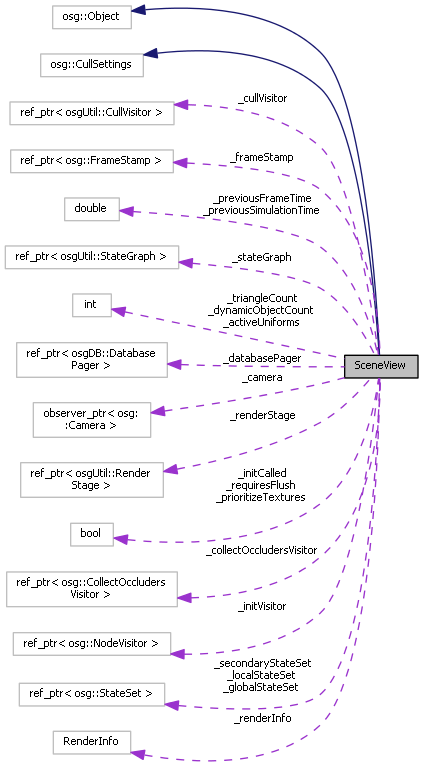 osg::Object
osg::CullSettings
_cullVisitor
ref_ptr< osgUtil::CullVisitor >
_frameStamp
ref_ptr< osg::FrameStamp >
_previousFrameTime
_previousSimulationTime
double
_stateGraph
ref_ptr< osgUtil::StateGraph >
_triangleCount
_dynamicObjectCount
_activeUniforms
int
ref_ptr< osgDB::Database
Pager >
_databasePager
SceneView
_camera
observer_ptr< osg:
:Camera >
_renderStage
ref_ptr< osgUtil::Render
Stage >
_initCalled
_requiresFlush
_prioritizeTextures
bool
_collectOccludersVisitor
ref_ptr< osg::CollectOccluders
Visitor >
_initVisitor
ref_ptr< osg::NodeVisitor >
_secondaryStateSet
_localStateSet
_globalStateSet
ref_ptr< osg::StateSet >
_renderInfo
RenderInfo